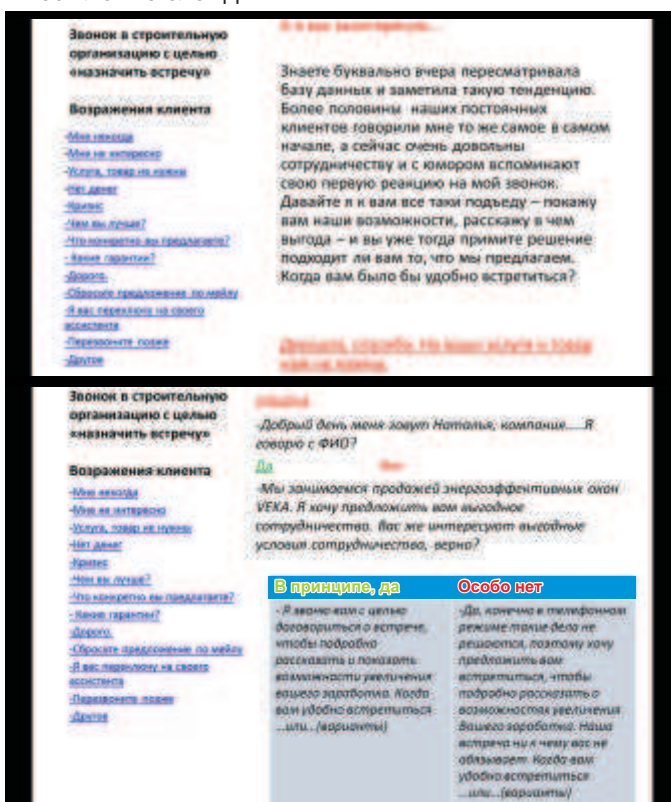 Звонок в строительную
организацию с целью
«назначить встречу»
Возражения клиента
-Мне некогда
-Мне не интересно
-Услуга, товар не нужны
-Нет денег
-Кризис
-Чем вы лучше?
-Что конкретно вы предлагаете?
- Какие гарантии?
-Дорого.
-Сбросьте предложение по мейлу
-Я вас переключу на своего
ассистента
-Перезвоните позже
-Другое
Знаете буквально вчера пересматривала
базу данных и заметила такую тенденцию.
Более половины наших постоянных
клиентов говорили мне то же самое в самом
начале, а сейчас очень довольны
сотрудничеству и с юмором вспоминают
свою первую реакцию на мой звонок.
Давайте я к вам все таки подъеду – покажу
вам наши возможности, расскажу в чем
выгода – и вы уже тогда примите решение
подходит ли вам то, что мы предлагаем.
Когда вам было бы удобно встретиться?
Звонок в строительную
организацию с целью
«назначить встречу»
Возражения клиента
-Мне некогда
-Мне не интересно
-Услуга, товар не нужны
-Нет денег
-Кризис
-Чем вы лучше?
-Что конкретно вы предлагаете?
- Какие гарантии?
-Дорого.
-Сбросьте предложение по мейлу
-Я вас переключу на своего
ассистента
-Перезвоните позже
-Другое
-Добрый день меня зовут Наталья, компания.....Я
говорю с ФИО?
Да
-Мы занимаемся продажей энергоэффективных окон
VEKA. Я хочу предложить вам выгодное
сотрудничество. Вас же интересуют выгодные
условия сотрудничества, верно?
В принципе, да
Особо нет
-Я звоню вам с целью
договориться о встрече,
чтобы подробно
рассказать и показать
возможности увеличения
вашего заработка. Когда
вам удобно встретиться
...или...(варианты)
-Да, конечно в телефонном
режиме такие дела не
решаются, поэтому хочу
предложить вам
встретиться, чтобы
подробно рассказать о
возможностях увеличения
Вашего заработка. Наша
встреча ни к чему вас не
обязывает. Когда вам
удобно встретиться
...или...(варианты)